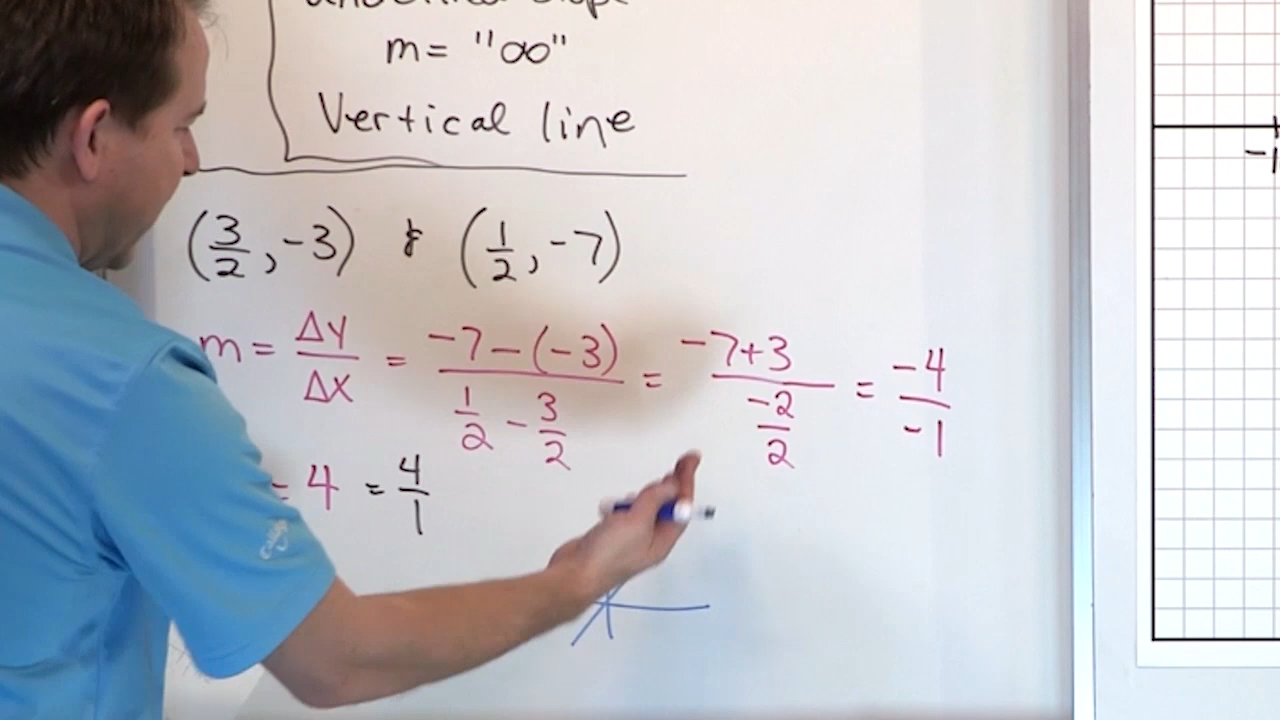 m = "∞"
Vertical line
(3/2, -3) & (1/2, -7)
m = ΔY/ΔX = -7-(-3) / 1/2 - 3/2 = -7+3 / -2/2 = -4/-1
= 4 = 4/1
-1